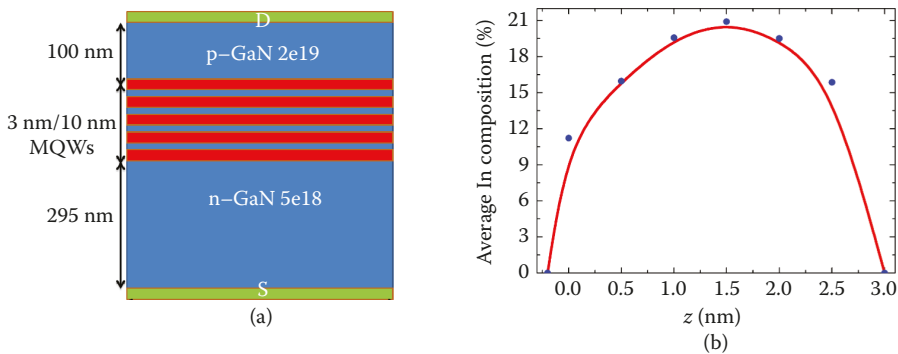 D
100 nm
p–GaN 2e19
3 nm/10 nm
MQWs
n–GaN 5e18
295 nm
S
(a)
Average In composition (%)
21
18
15
12
9
6
3
0
0.0 0.5 1.0 1.5 2.0 2.5 3.0
z (nm)
(b)